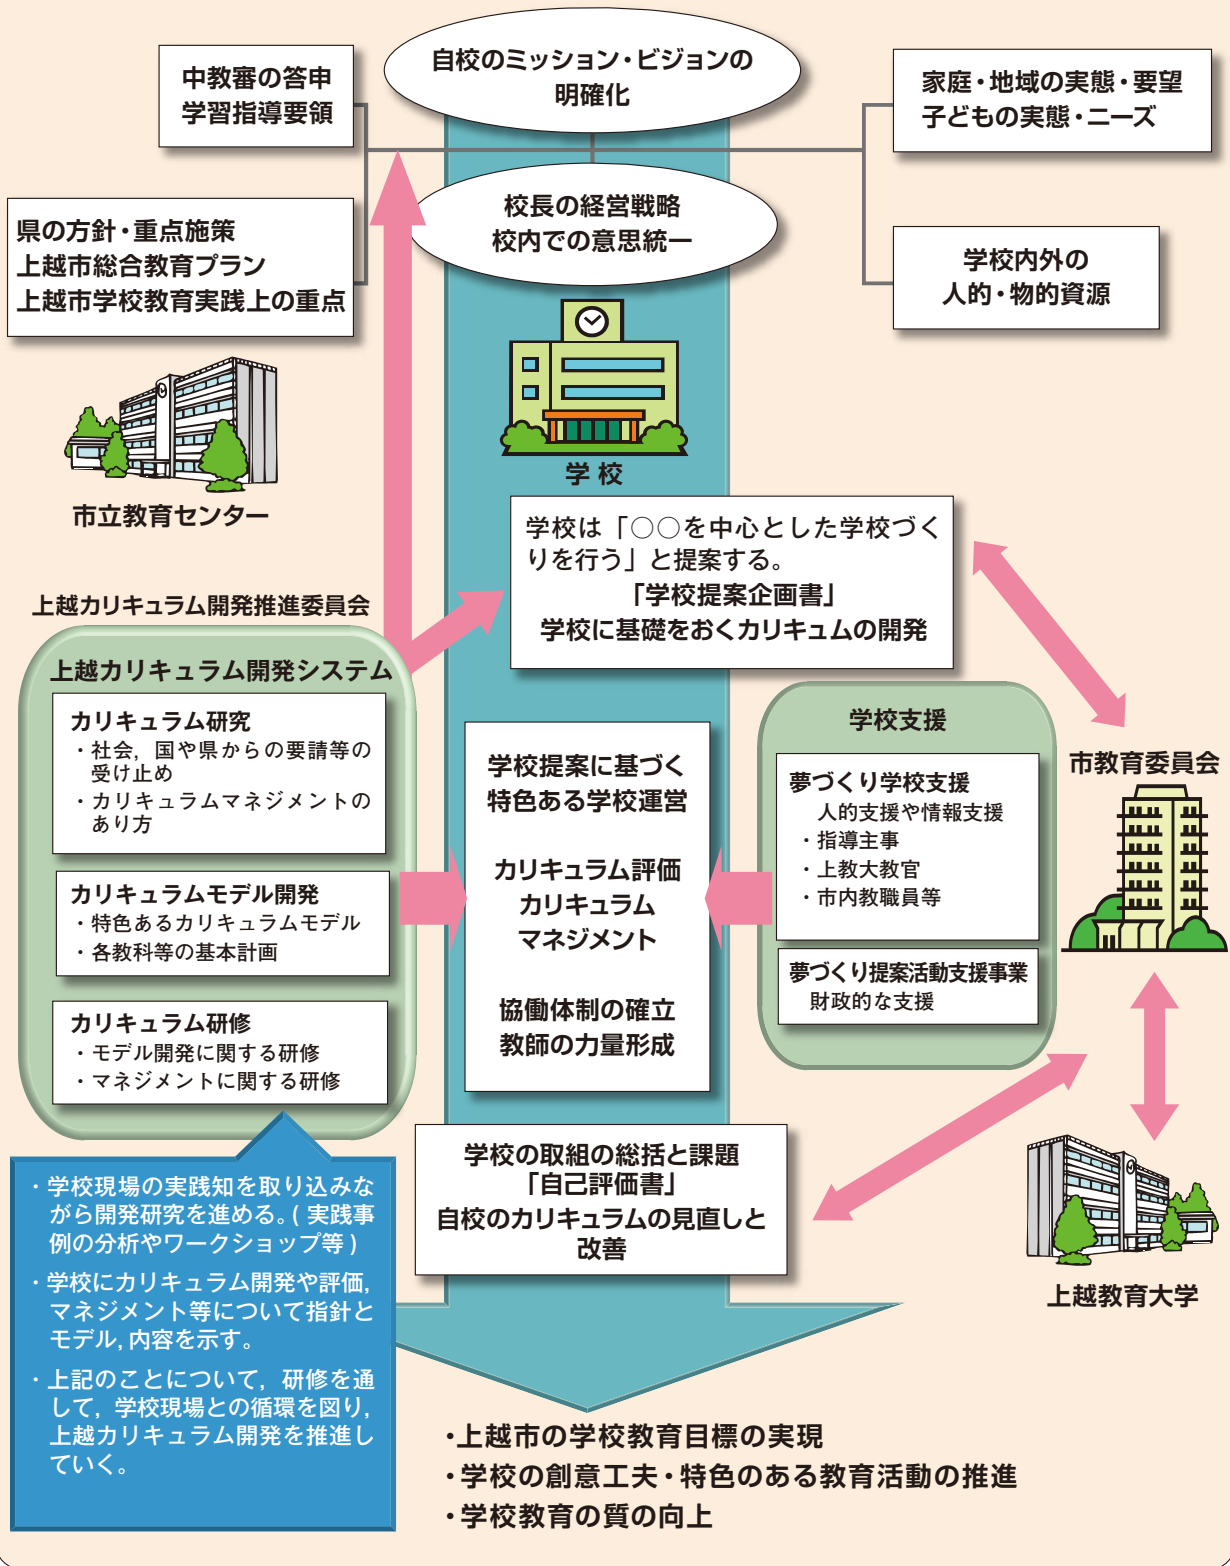 自校のミッション・ビジョンの
明確化
中教審の答申
学習指導要領
家庭・地域の実態・要望
子どもの実態・ニーズ
校長の経営戦略
校内での意思統一
県の方針・重点施策
上越市総合教育プラン
上越市学校教育実践上の重点
学校内外の
人的・物的資源
市立教育センター
学 校
学校は「○○を中心とした学校づく
りを行う」と提案する。
「学校提案企画書」
学校に基礎をおくカリキュムの開発
上越カリキュラム開発推進委員会
上越カリキュラム開発システム
カリキュラム研究
・社会，国や県からの要請等の
受け止め
・カリキュラムマネジメントの
あり方
カリキュラムモデル開発
・特色あるカリキュラムモデル
・各教科等の基本計画
カリキュラム研修
・モデル開発に関する研修
・マネジメントに関する研修
学校提案に基づく
特色ある学校運営
カリキュラム評価
カリキュラム
マネジメント
協働体制の確立
教師の力量形成
学校支援
夢づくり学校支援
人的支援や情報支援
・指導主事
・上教大教官
・市内教職員等
夢づくり提案活動支援事業
財政的な支援
市教育委員会
学校の取組の総括と課題
「自己評価書」
自校のカリキュラムの見直しと
改善
上越教育大学
・学校現場の実践知を取り込みな
がら開発研究を進める。( 実践事
例の分析やワークショップ等 )
・学校にカリキュラム開発や評価，
マネジメント等について指針と
モデル，内容を示す。
・上記のことについて，研修を通
して，学校現場との循環を図り，
上越カリキュラム開発を推進し
ていく。
・上越市の学校教育目標の実現
・学校の創意工夫・特色のある教育活動の推進
・学校教育の質の向上